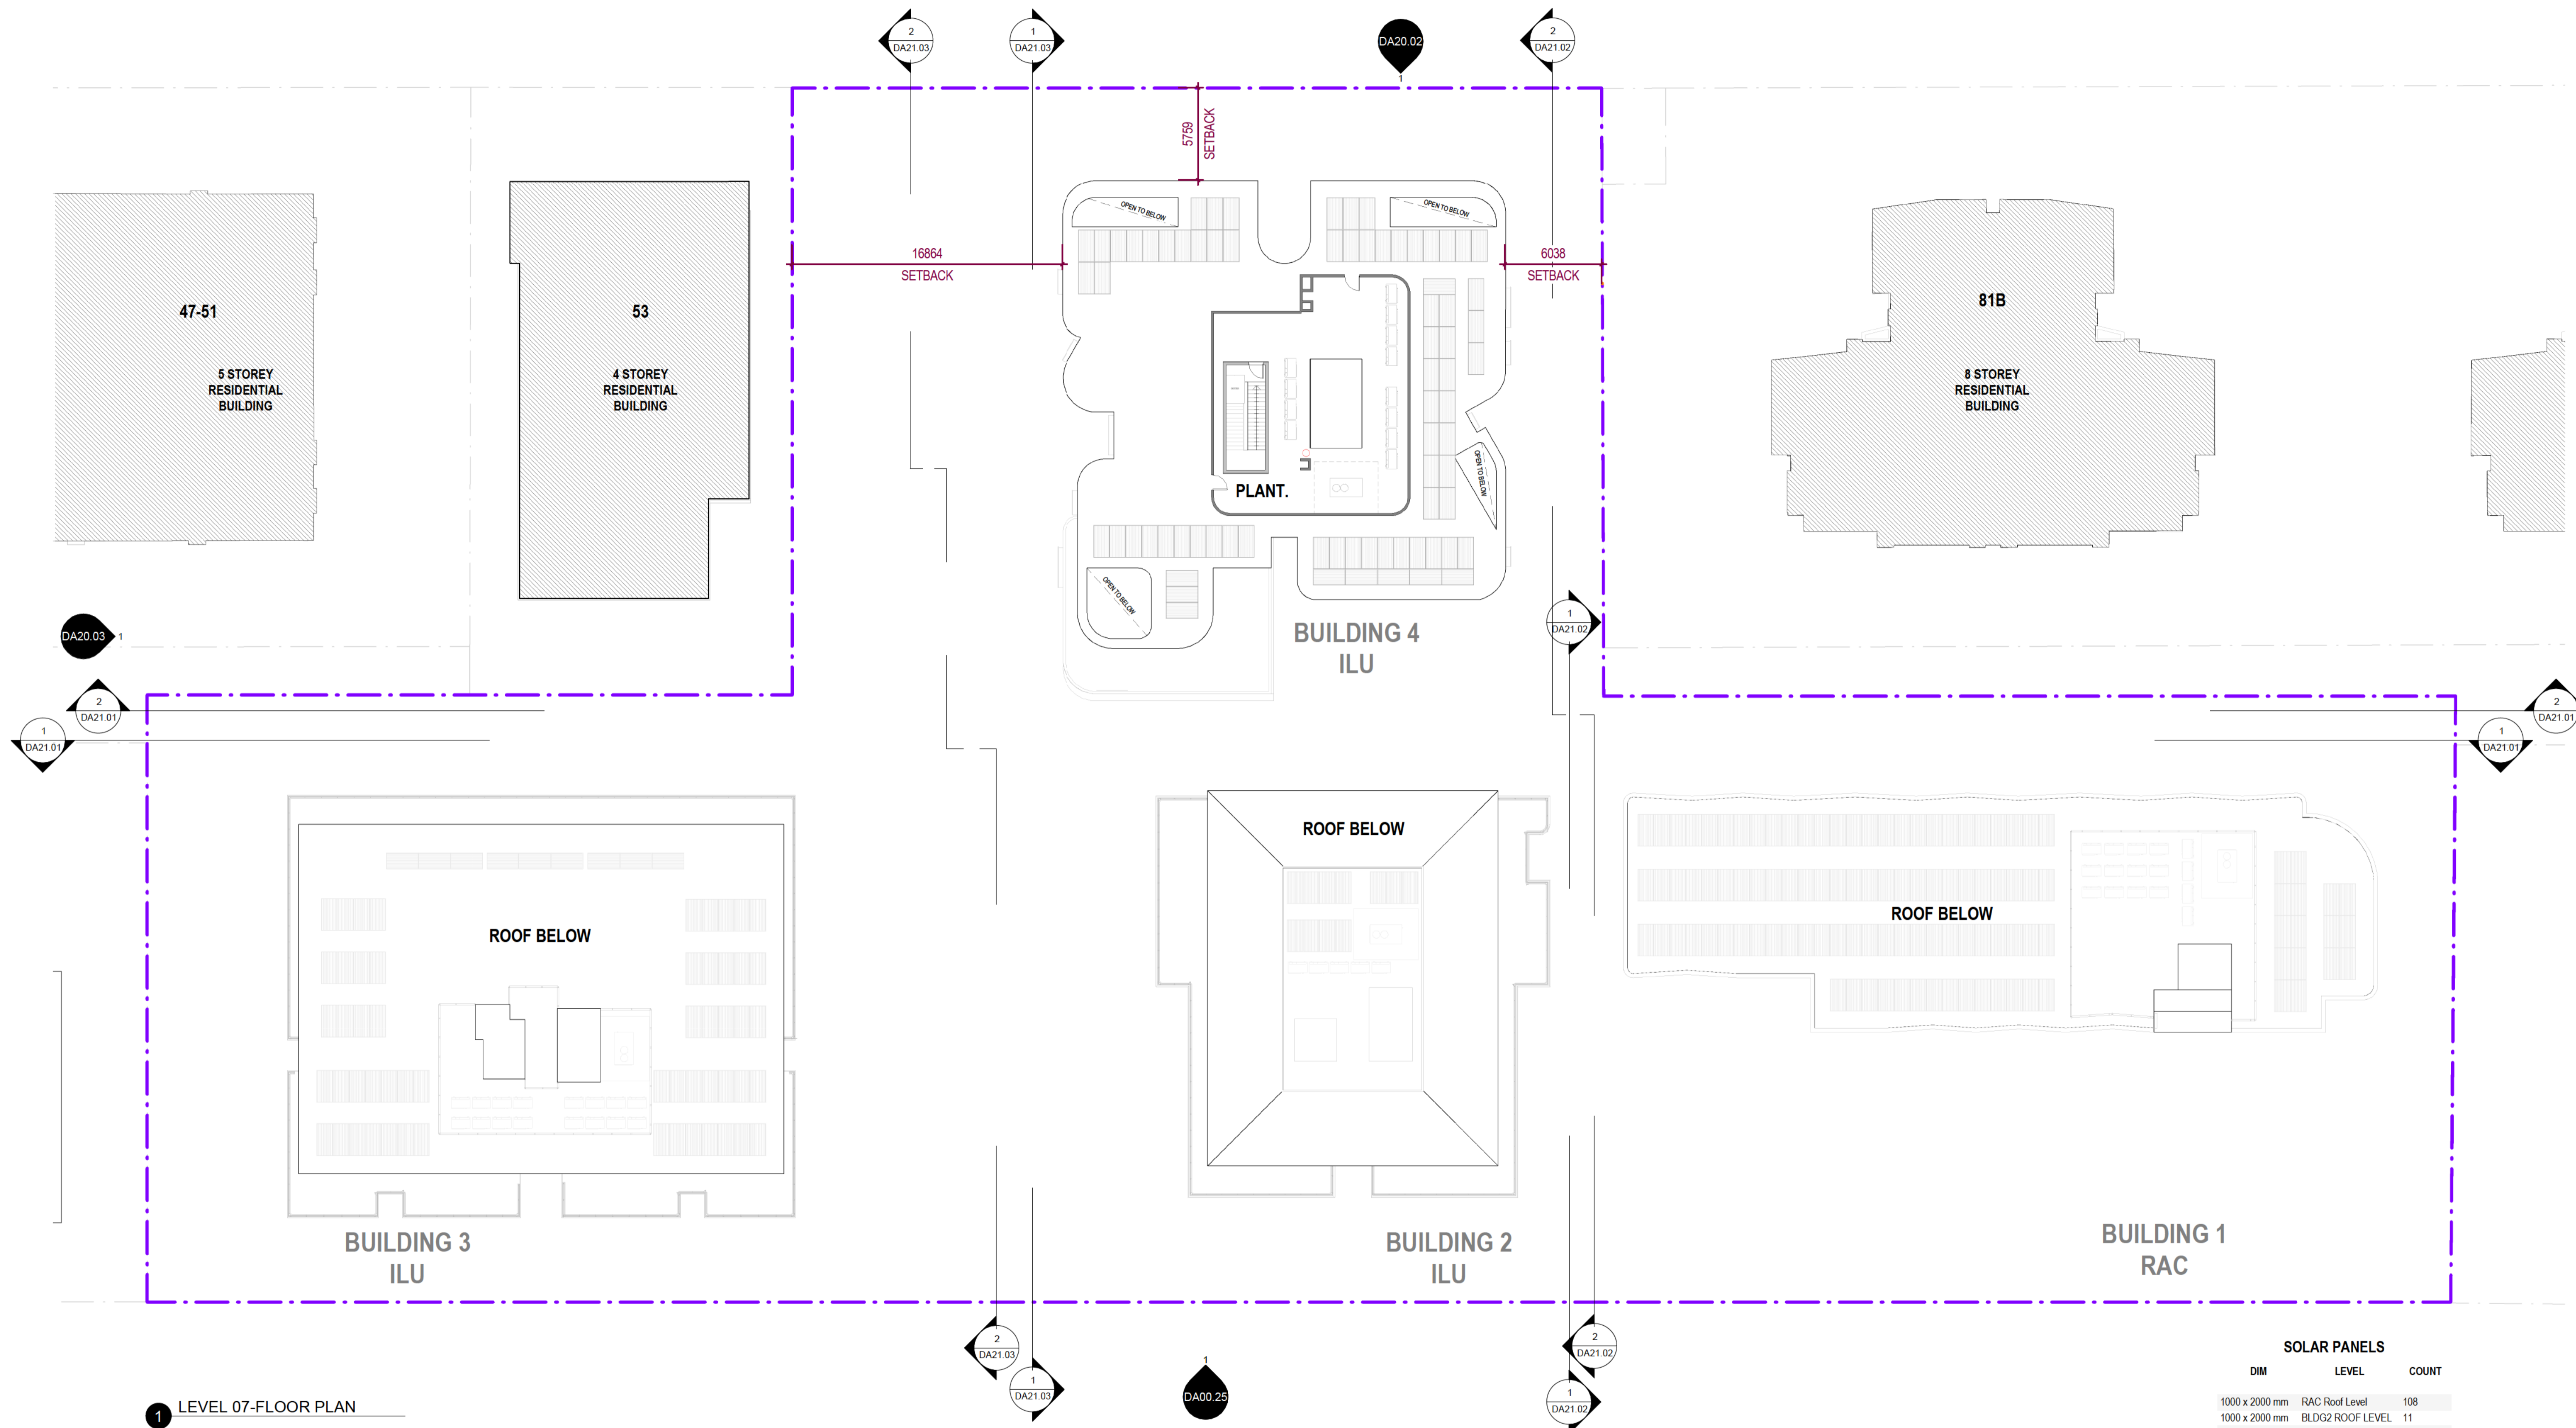 2
DA21.03
1
DA21.03
DA20.02
1
2
DA21.02
5759
SETBACK
OPEN TO BELOW
OPEN TO BELOW
16864
SETBACK
6038
SETBACK
47-51
5 STOREY
RESIDENTIAL
BUILDING
53
4 STOREY
RESIDENTIAL
BUILDING
81B
8 STOREY
RESIDENTIAL
BUILDING
OPEN TO BELOW
PLANT.
OPEN TO BELOW
BUILDING 4
ILU
1
DA21.02
DA20.03
1
2
DA21.01
1
DA21.01
2
DA21.01
1
DA21.01
ROOF BELOW
ROOF BELOW
ROOF BELOW
BUILDING 3
ILU
BUILDING 2
ILU
BUILDING 1
RAC
2
DA21.03
1
DA21.03
1
DA00.25
2
DA21.02
1
DA21.02
SOLAR PANELS
DIM LEVEL COUNT
1000 x 2000 mm RAC Roof Level 108
1000 x 2000 mm BLDG2 ROOF LEVEL 11
1 LEVEL 07-FLOOR PLAN